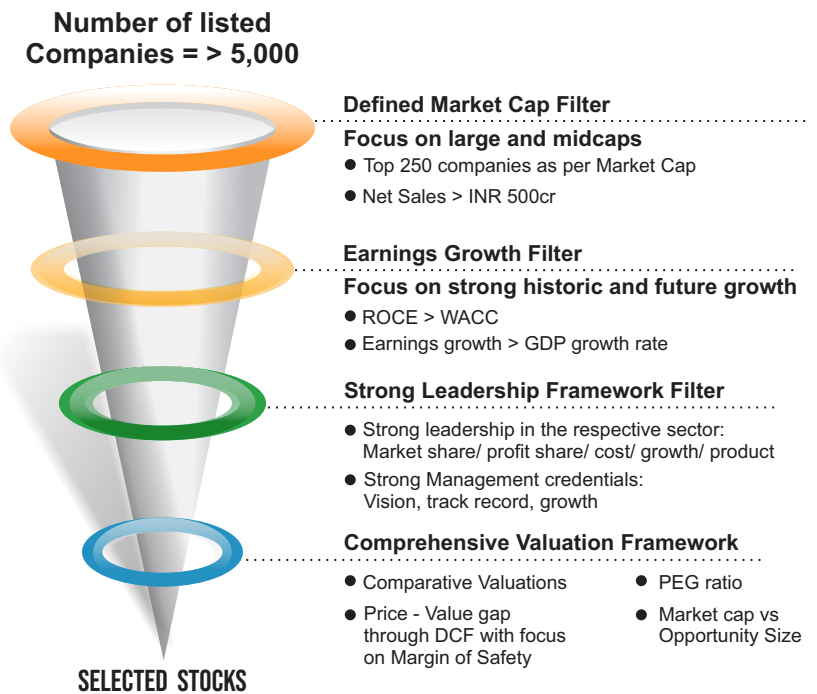 Number of listed
Companies = > 5,000
Defined Market Cap Filter
Focus on large and midcaps
● Top 250 companies as per Market Cap
● Net Sales > INR 500cr
Earnings Growth Filter
Focus on strong historic and future growth
● ROCE > WACC
● Earnings growth > GDP growth rate
Strong Leadership Framework Filter
● Strong leadership in the respective sector:
Market share/ profit share/ cost/ growth/ product
● Strong Management credentials:
Vision, track record, growth
Comprehensive Valuation Framework
● Comparative Valuations
● Price - Value gap
through DCF with focus
on Margin of Safety
● PEG ratio
● Market cap vs
Opportunity Size
SELECTED STOCKS